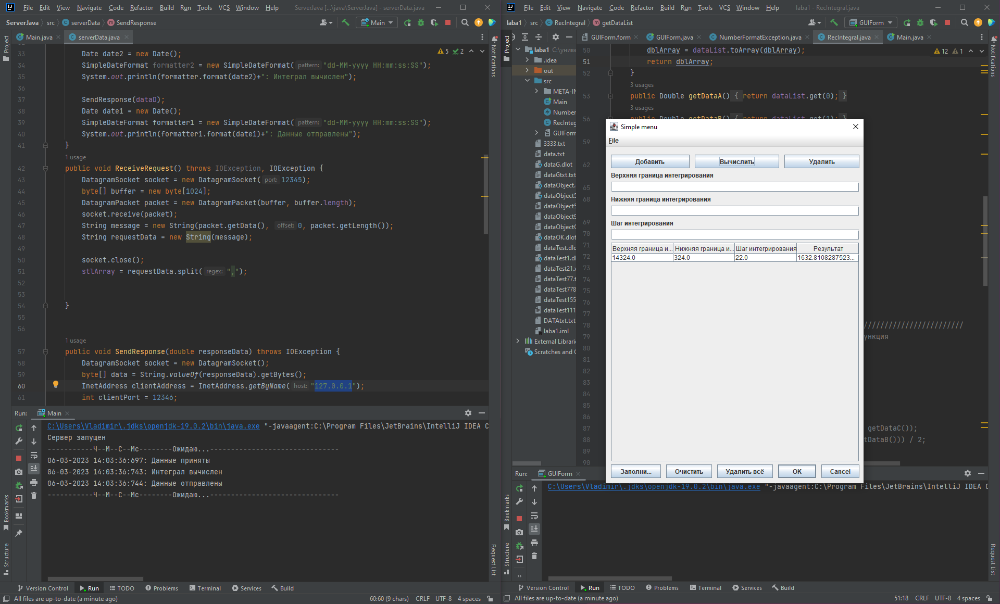 File Edit View Navigate Code Refactor Build Run Tools VCS Window Help ServerJava [...\java\ServerJava] - serverData.java
ServerJava src serverData SendResponse Main
Project
Main.java serverData.java
Notifications
5 2
33 Date date2 = new Date();
34 SimpleDateFormat formatter2 = new SimpleDateFormat( pattern: "dd-MM-yyyy HH:mm:ss:SS");
35 System.out.println(formatter.format(date2)+": Интеграл вычислен");
36
37 SendResponse(dataD);
38 Date date1 = new Date();
39 SimpleDateFormat formatter1 = new SimpleDateFormat( pattern: "dd-MM-yyyy HH:mm:ss:SS");
40 System.out.println(formatter1.format(date1)+": Данные отправлены");
41 }
1 usage
42 public void ReceiveRequest() throws IOException, IOException {
43 DatagramSocket socket = new DatagramSocket( port: 12345);
44 byte[] buffer = new byte[1024];
45 DatagramPacket packet = new DatagramPacket(buffer, buffer.length);
46 socket.receive(packet);
47 String message = new String(packet.getData(), offset: 0, packet.getLength());
48 String requestData = new String(message);
49
50 socket.close();
51 stlArray = requestData.split( regex: ",");
52
53
54 }
55
56
1 usage
57 public void SendResponse(double responseData) throws IOException {
58 DatagramSocket socket = new DatagramSocket();
59 byte[] data = String.valueOf(responseData).getBytes();
60 InetAddress clientAddress = InetAddress.getByName( host: "127.0.0.1");
61 int clientPort = 12346;
Run: Main
C:\Users\Vladimir\.jdks\openjdk-19.0.2\bin\java.exe "-javaagent:C:\Program Files\JetBrains\IntelliJ IDEA C
Сервер запущен
-----------Ч--М--С--Мс--------Ожидаю...-------------------------------
06-03-2023 14:03:36:697: Данные приняты
06-03-2023 14:03:36:743: Интеграл вычислен
06-03-2023 14:03:36:744: Данные отправлены
-----------Ч--М--С--Мс--------Ожидаю...-------------------------------
Bookmarks
Structure
Request List
Version Control Run TODO Problems Terminal Services Build
All files are up-to-date (a minute ago) 60:60 (9 chars) CRLF UTF-8 4 spaces
File Edit View Navigate Code Refactor Build Run Tools VCS Window Help laba1 - RecIntegral.java
laba1 src RecIntegral getDataList GUIForm
Project
GUIForm.form GUIForm.java NumberFormatException.java RecIntegral.java Main.java
Notifications
laba1 C:\униве
.idea
out
src
META-IN
Main
Number
RecInteg
GUIForm
3333.txt
data.txt
dataG.dlot
dataGtxt.txt
dataObject.
dataObject5
dataObject5
dataObject9
dataObject
dataOK.dlot
dataTest.dlo
dataTest1.dl
dataTest21.x
dataTest77.t
dataTest778
dataTest155
dataTest111
DATAtxt.txt
laba1.iml
External Librari
Scratches and C
12 1
50 dblArray = dataList.toArray(dblArray);
51 return dblArray;
52 }
3 usages
53 public Double getDataA() { return dataList.get(0); }
3 usages
56 public Double getDataB() { return dataList.get(1); }
59
62
65
68
69
70
71
72
73
74
75
76
77
78 ////////////////////////
79 ункция
80
81
82
83
84
85
86
87 getDataC());
88 tDataB())) / 2;
89
90
Simple menu
File
Добавить Вычислить Удалить
Верхняя граница интегрирования
Нижняя граница интегрирования
Шаг интегрирования
Верхняя граница и... Нижняя граница и... Шаг интегрирования Результат
14324.0 324.0 22.0 1632.8108287523...
Заполни... Очистить Удалить всё OK Cancel
Run: GUIForm
C:\Users\Vladimir\.jdks\openjdk-19.0.2\bin\java.exe "-javaagent:C:\Program Files\JetBrains\IntelliJ IDEA C
Bookmarks
Structure
Request List
Version Control Run TODO Problems Terminal Services Build
All files are up-to-date (a minute ago) 51:18 CRLF UTF-8 4 spaces